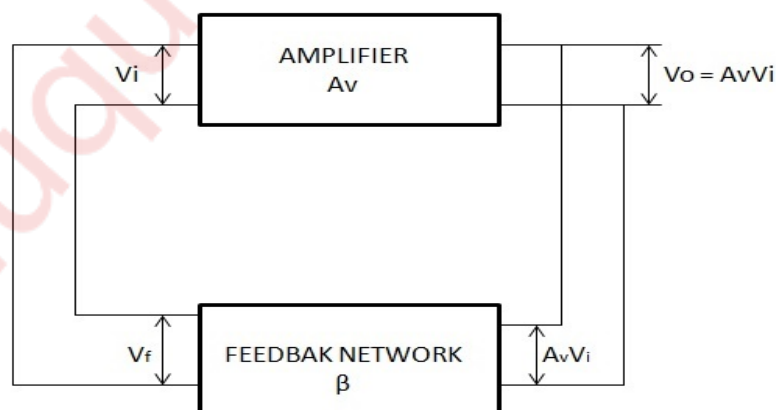 AMPLIFIER
Av
Vi
Vo = AvVi
Vf
FEEDBAK NETWORK
β
AvVi